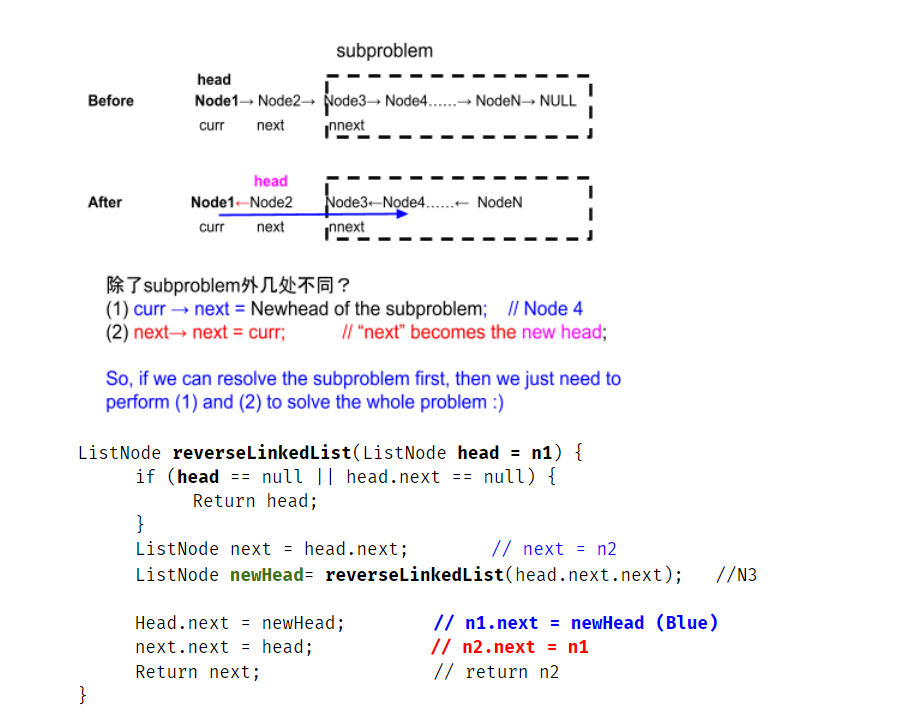 subproblem
head
Before Node1→ Node2→ Node3→ Node4......→ NodeN→ NULL
curr next nnext
head
After Node1←Node2 Node3←Node4......← NodeN
curr next nnext
除了subproblem外几处不同？
(1) curr → next = Newhead of the subproblem; // Node 4
(2) next→ next = curr; // “next” becomes the new head;
So, if we can resolve the subproblem first, then we just need to
perform (1) and (2) to solve the whole problem :)
ListNode reverseLinkedList(ListNode head = n1) {
if (head == null || head.next == null) {
Return head;
}
ListNode next = head.next; // next = n2
ListNode newHead= reverseLinkedList(head.next.next); //N3
Head.next = newHead; // n1.next = newHead (Blue)
next.next = head; // n2.next = n1
Return next; // return n2
}